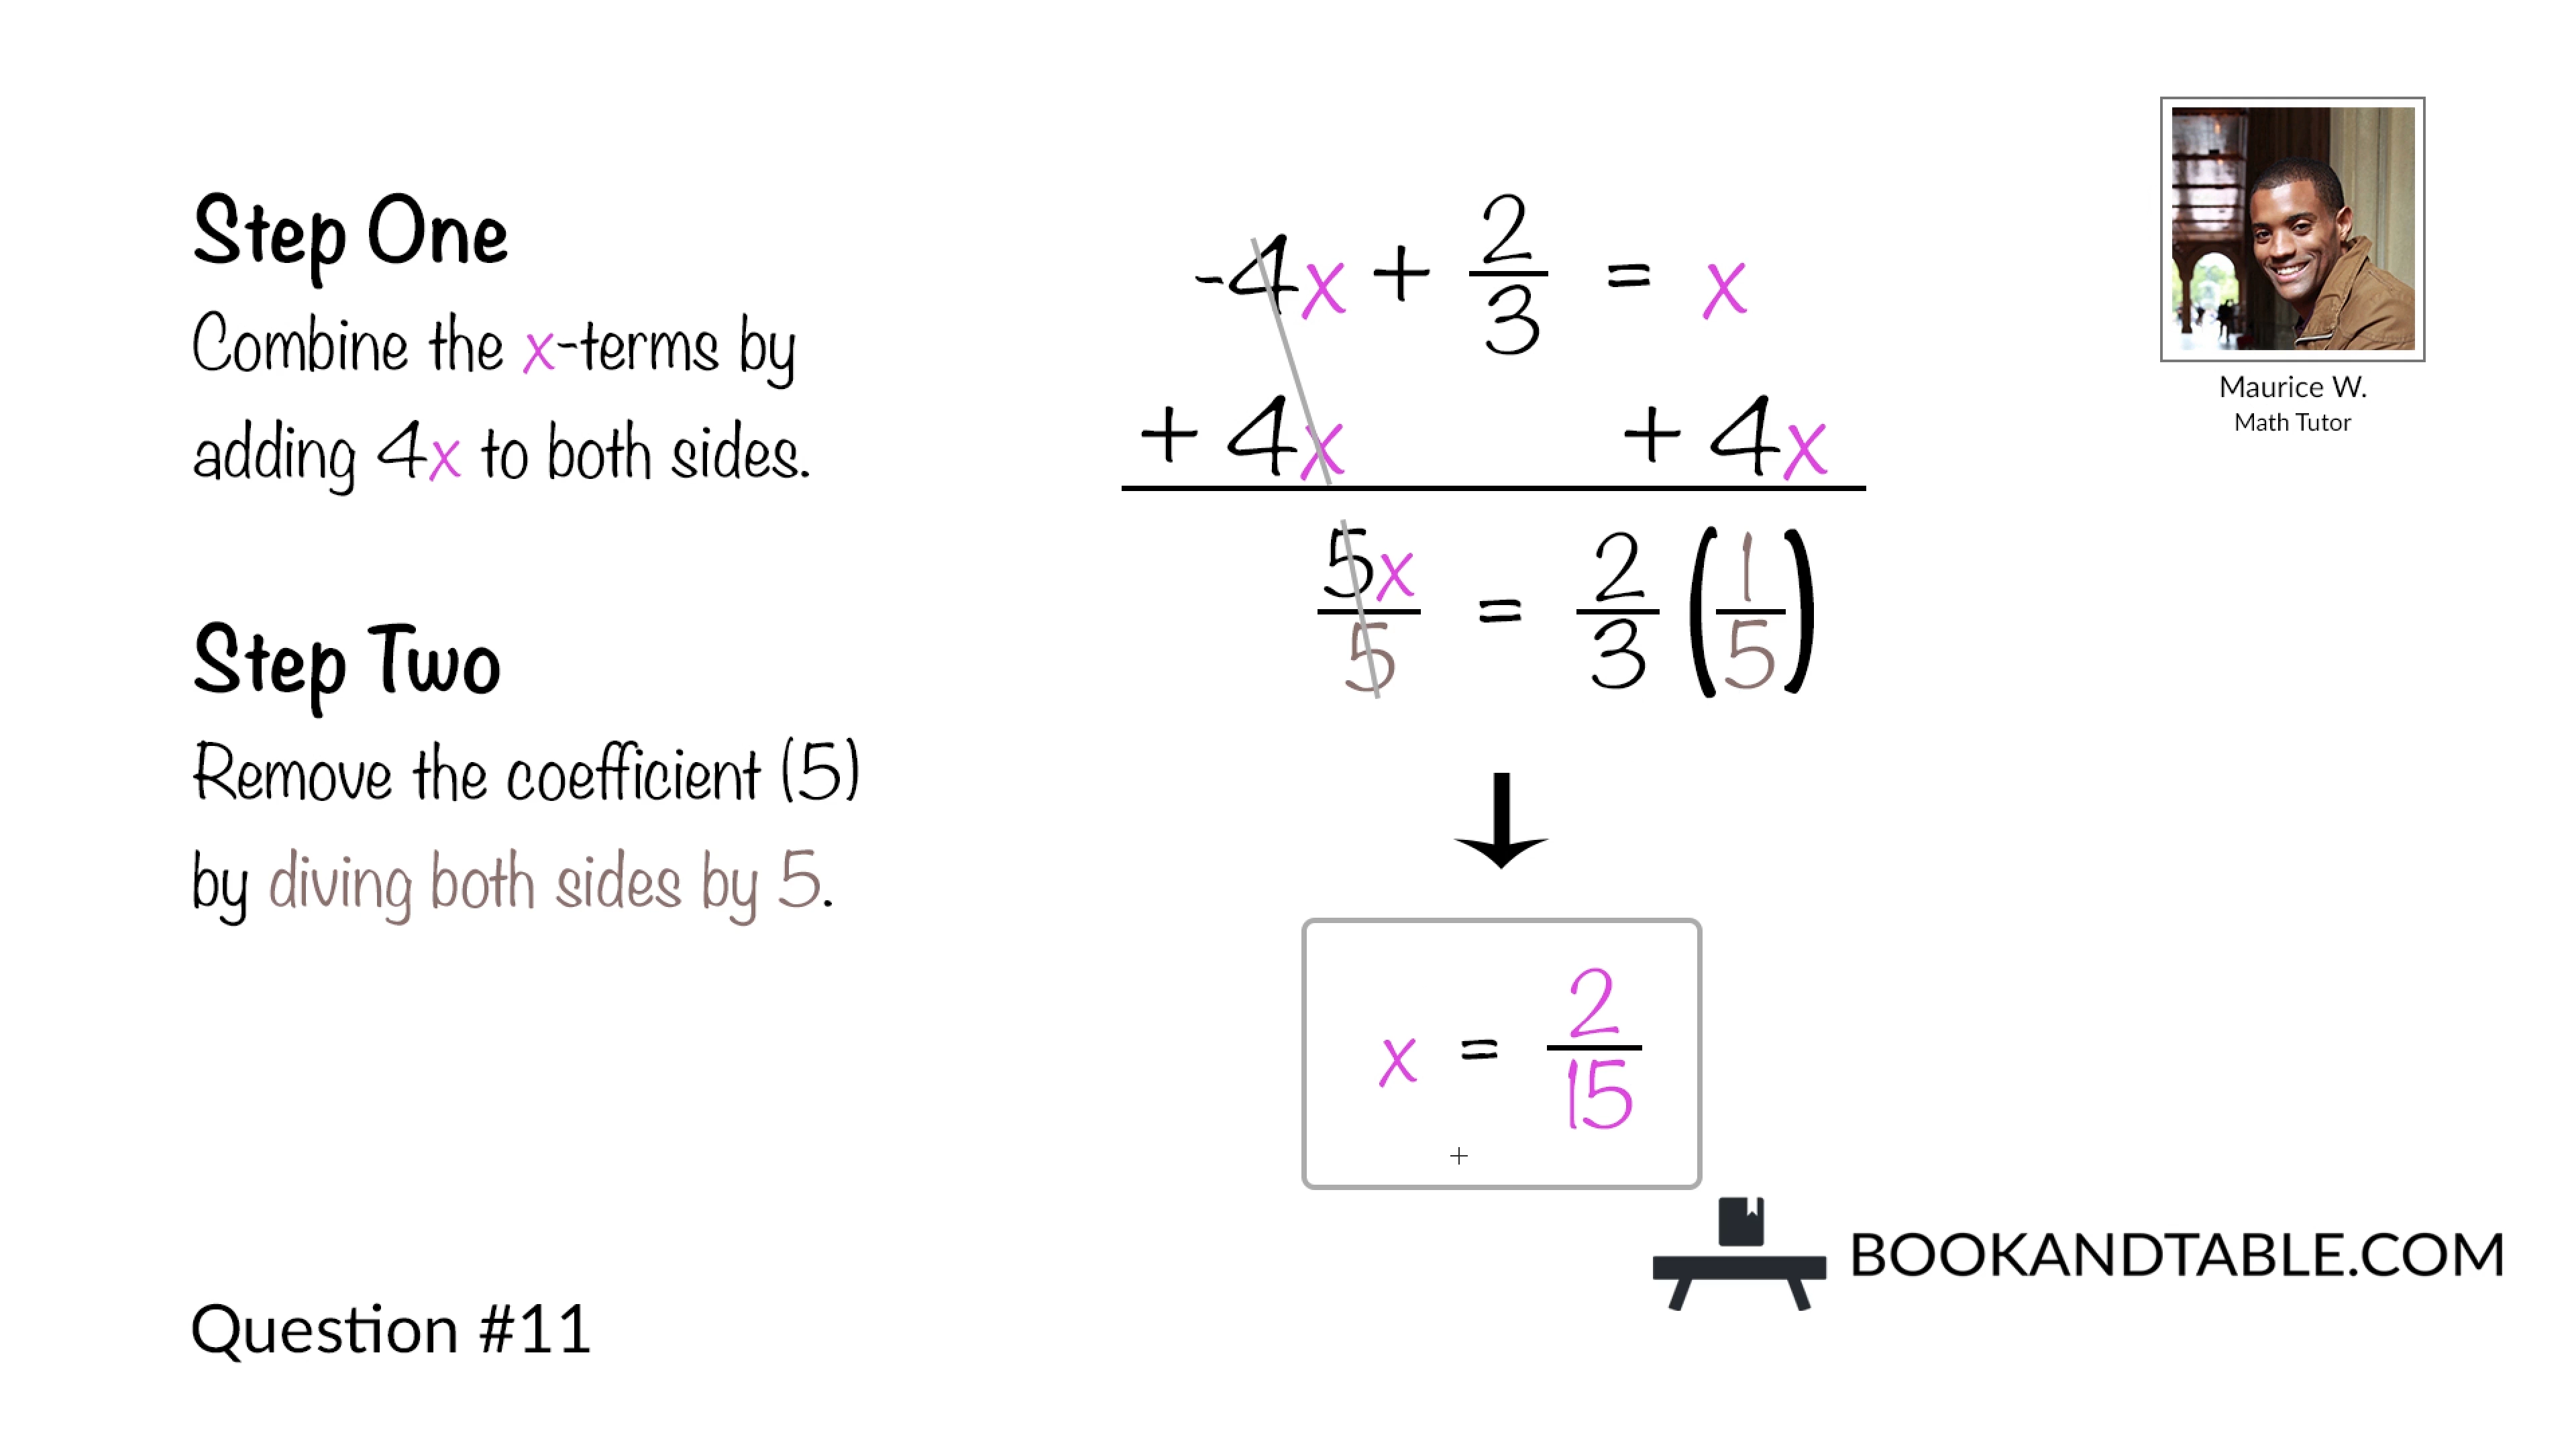 Step One
Combine the x-terms by
adding 4x to both sides.
Step Two
Remove the coefficient (5)
by diving both sides by 5.
-4x + 2/3 = x
+ 4x + 4x
5x/5 = 2/3 (1/5)
x = 2/15
Maurice W.
Math Tutor
BOOKANDTABLE.COM
Question #11